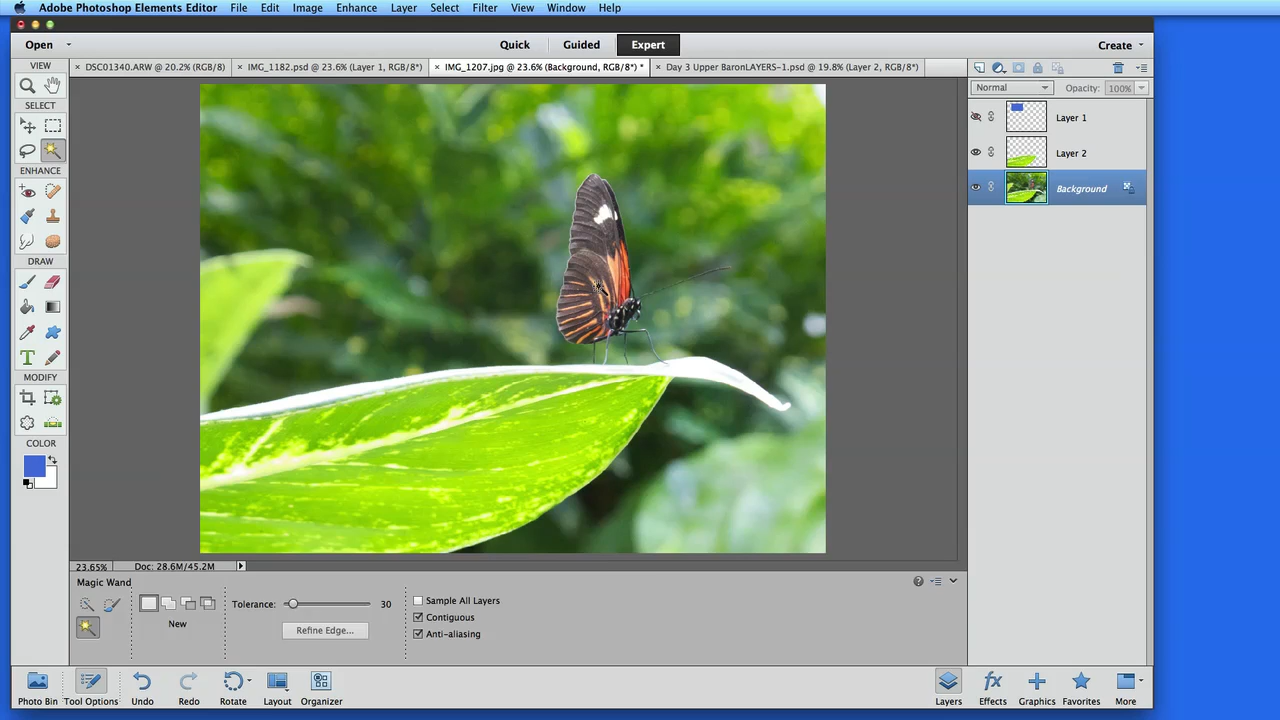 Adobe Photoshop Elements Editor File Edit Image Enhance Layer Select Filter View Window Help
Open Quick Guided Expert Create
VIEW
× DSC01340.ARW @ 20.2% (RGB/8) × IMG_1182.psd @ 23.6% (Layer 1, RGB/8*) × IMG_1207.jpg @ 23.6% (Background, RGB/8*) * × Day 3 Upper BaronLAYERS-1.psd @ 19.8% (Layer 2, RGB/8*)
Normal Opacity: 100%
SELECT
Layer 1
Layer 2
ENHANCE
Background
DRAW
T
MODIFY
COLOR
23.65% Doc: 28.6M/45.2M
Magic Wand
Tolerance: 30
New
Refine Edge...
Sample All Layers
Contiguous
Anti-aliasing
Photo Bin Tool Options Undo Redo Rotate Layout Organizer Layers fx Effects Graphics Favorites More